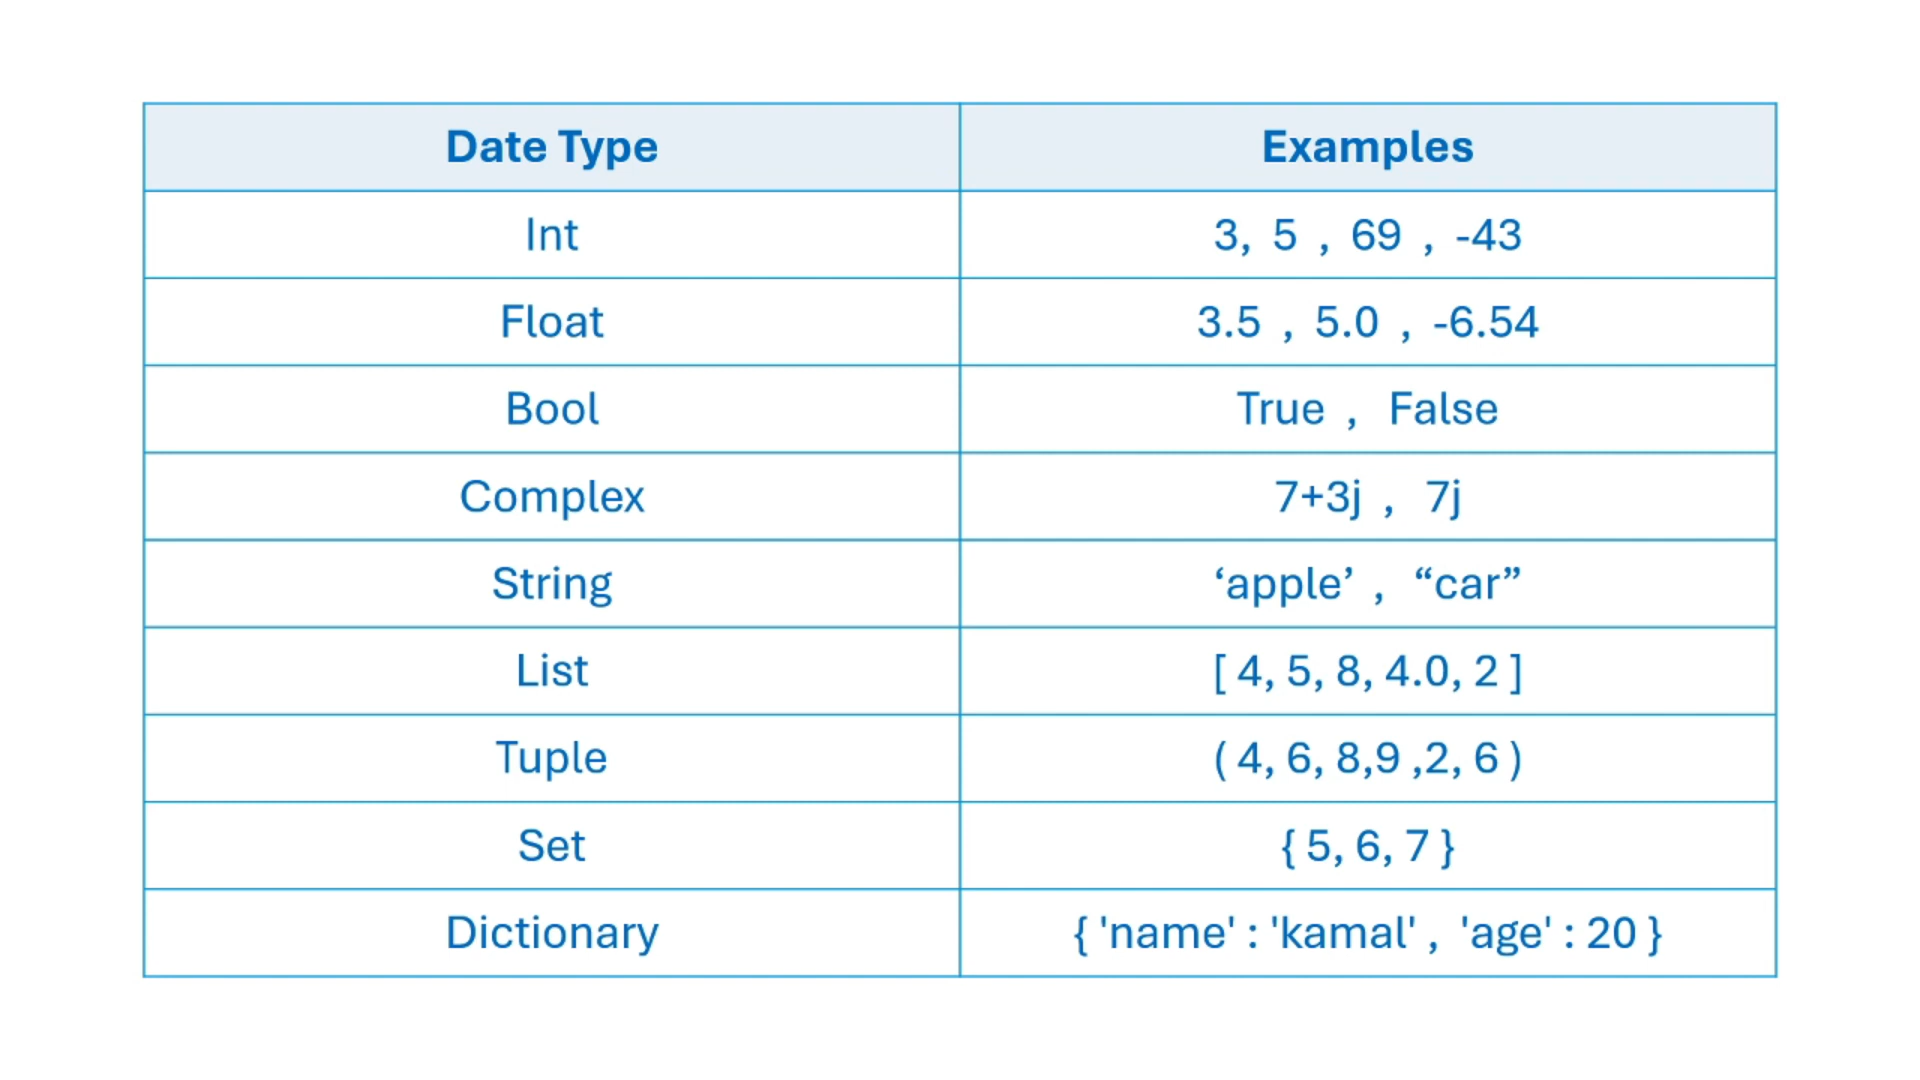 Date Type Examples
Int 3, 5 , 69 , -43
Float 3.5 , 5.0 , -6.54
Bool True , False
Complex 7+3j , 7j
String ‘apple’ , “car”
List [ 4, 5, 8, 4.0, 2 ]
Tuple ( 4, 6, 8,9 ,2, 6 )
Set { 5, 6, 7 }
Dictionary { 'name' : 'kamal' , 'age' : 20 }